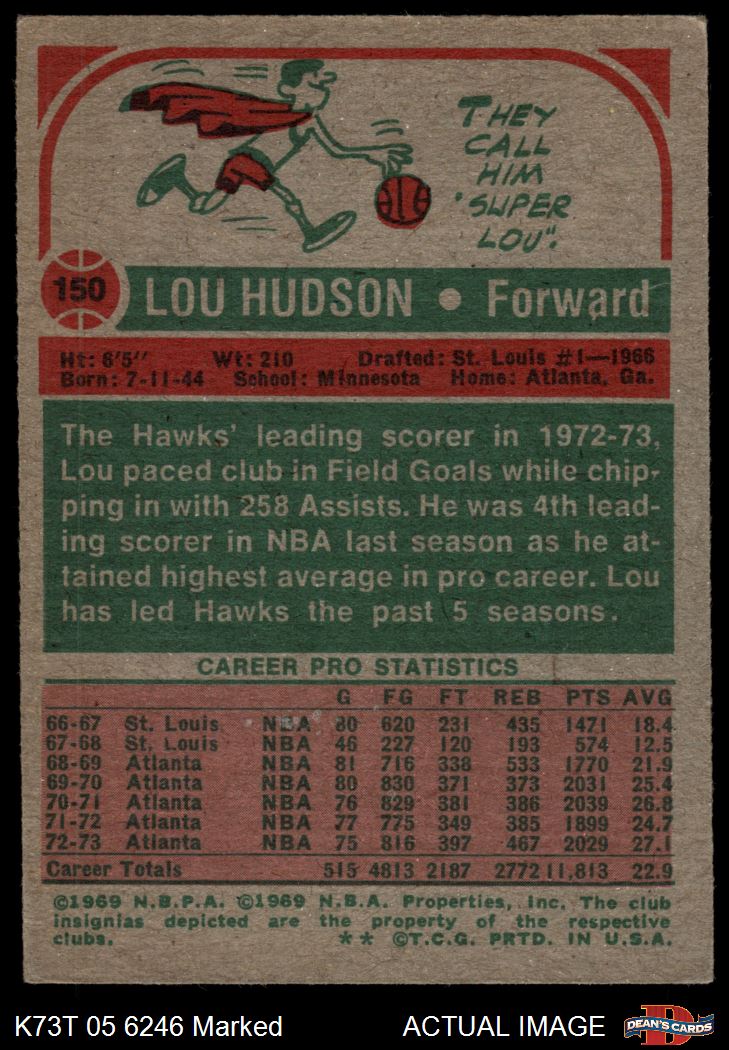 THEY
CALL
HIM
"SUPER
LOU".
150 LOU HUDSON • Forward
Ht: 6'5" Wt: 210 Drafted: St. Louis #1—1966
Born: 7-11-44 School: Minnesota Home: Atlanta, Ga.
The Hawks' leading scorer in 1972-73,
Lou paced club in Field Goals while chip-
ping in with 258 Assists. He was 4th lead-
ing scorer in NBA last season as he at-
tained highest average in pro career. Lou
has led Hawks the past 5 seasons.
CAREER PRO STATISTICS
G FG FT REB PTS AVG
66-67 St. Louis NBA 80 620 231 435 1471 18.4
67-68 St. Louis NBA 46 227 120 193 574 12.5
68-69 Atlanta NBA 81 716 338 533 1770 21.9
69-70 Atlanta NBA 80 830 371 373 2031 25.4
70-71 Atlanta NBA 76 829 381 386 2039 26.8
71-72 Atlanta NBA 77 775 349 385 1899 24.7
72-73 Atlanta NBA 75 816 397 467 2029 27.1
Career Totals 515 4813 2187 2772 11,813 22.9
©1969 N.B.P.A. ©1969 N.B.A. Properties, Inc. The club
insignias depicted are the property of the respective
clubs. ** ©T.C.G. PRTD. IN U.S.A.
K73T 05 6246 Marked ACTUAL IMAGE
DEAN'S CARDS